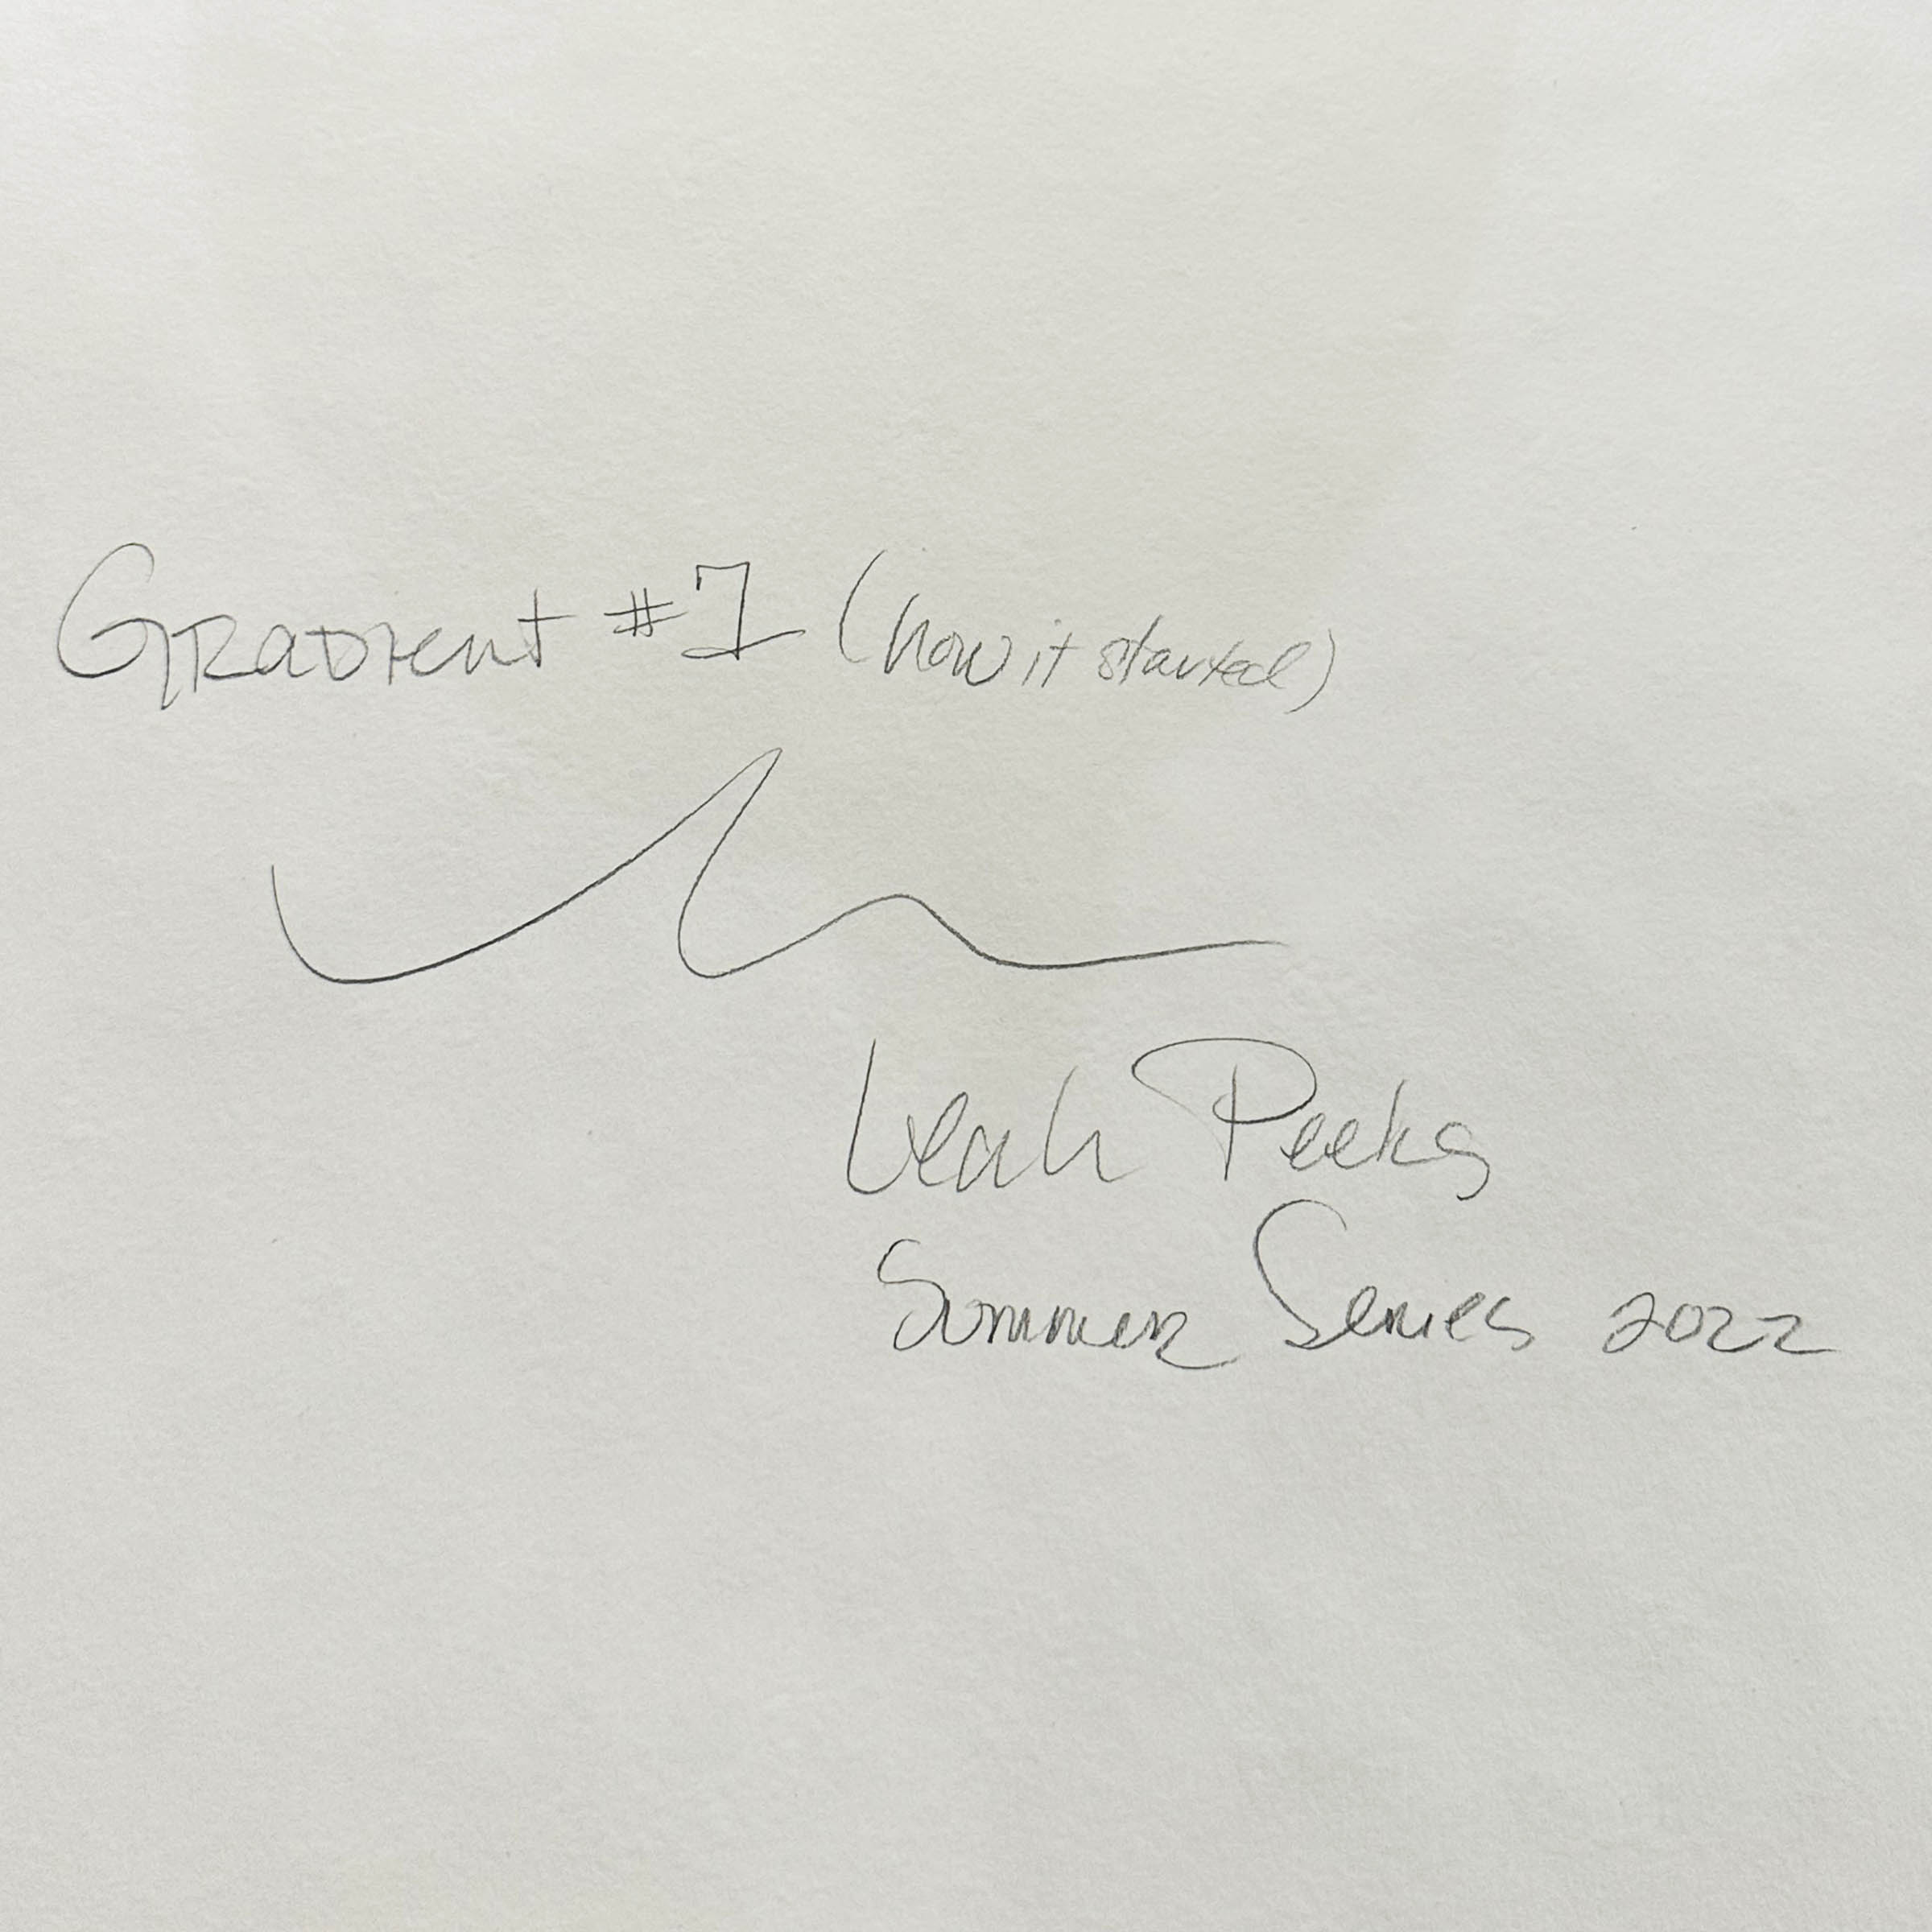 Gradient #1 (how it started)
Leah Peeks
Summer Series 2022